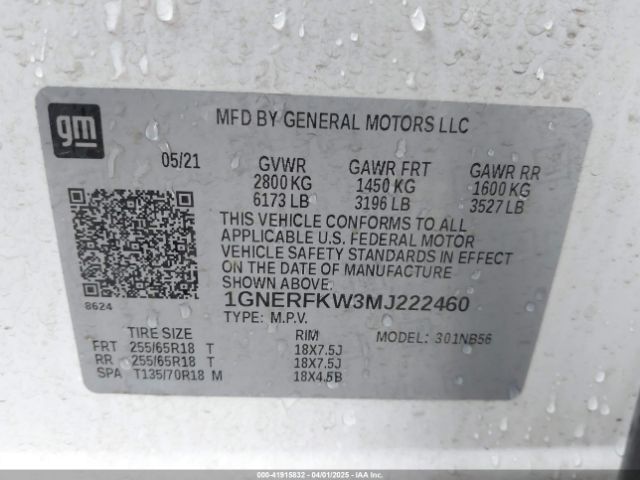 gm
MFD BY GENERAL MOTORS LLC
05/21 GVWR GAWR FRT GAWR RR
2800 KG 1450 KG 1600 KG
6173 LB 3196 LB 3527 LB
THIS VEHICLE CONFORMS TO ALL
APPLICABLE U.S. FEDERAL MOTOR
VEHICLE SAFETY STANDARDS IN EFFECT
ON THE DATE OF MANUFACTURE
SHOWN ABOVE.
8624
1GNERFKW3MJ222460
TYPE: M.P.V. MODEL: 301NB56
TIRE SIZE RIM
FRT 255/65R18 T 18X7.5J
RR 255/65R18 T 18X7.5J
SPA T135/70R18 M 18X4.5B
000-41915832 - 04/01/2025 - IAAI.COM